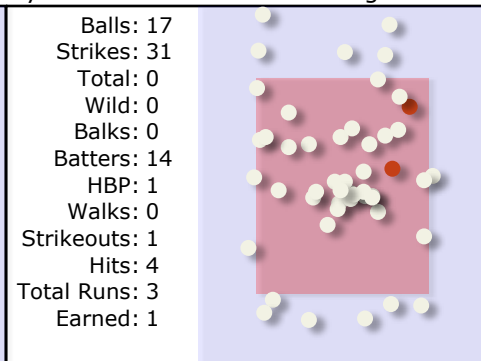 Balls: 17
Strikes: 31
Total: 0
Wild: 0
Balks: 0
Batters: 14
HBP: 1
Walks: 0
Strikeouts: 1
Hits: 4
Total Runs: 3
Earned: 1